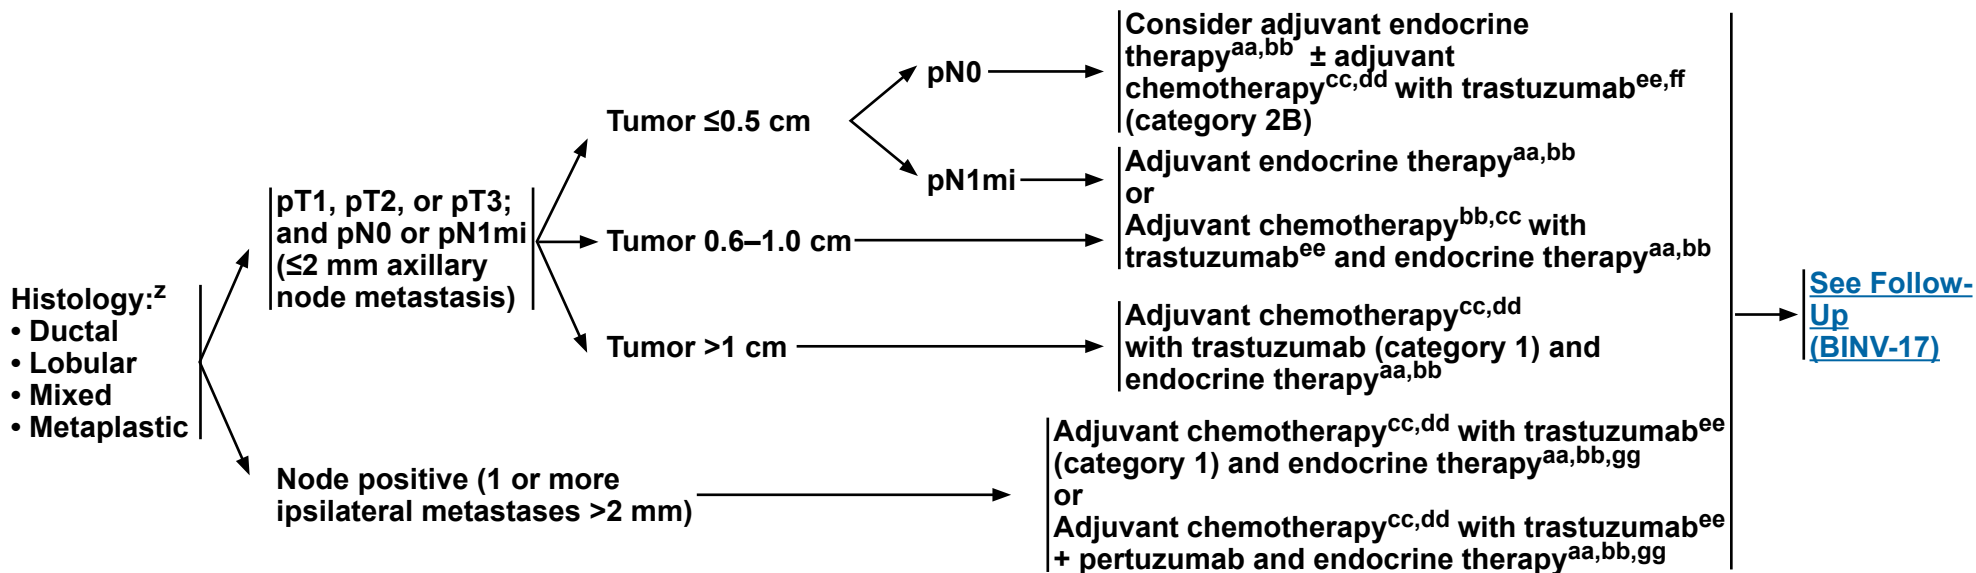 Histology:z
• Ductal
• Lobular
• Mixed
• Metaplastic
pT1, pT2, or pT3;
and pN0 or pN1mi
(≤2 mm axillary
node metastasis)
Tumor ≤0.5 cm
pN0
Consider adjuvant endocrine
therapyaa,bb ± adjuvant
chemotherapycc,dd with trastuzumabee,ff
(category 2B)
pN1mi
Adjuvant endocrine therapyaa,bb
or
Adjuvant chemotherapybb,cc with
trastuzumabee and endocrine therapyaa,bb
Tumor 0.6–1.0 cm
Tumor >1 cm
Adjuvant chemotherapycc,dd
with trastuzumab (category 1) and
endocrine therapyaa,bb
Node positive (1 or more
ipsilateral metastases >2 mm)
Adjuvant chemotherapycc,dd with trastuzumabee
(category 1) and endocrine therapyaa,bb,gg
or
Adjuvant chemotherapycc,dd with trastuzumabee
+ pertuzumab and endocrine therapyaa,bb,gg
See Follow-
Up
(BINV-17)